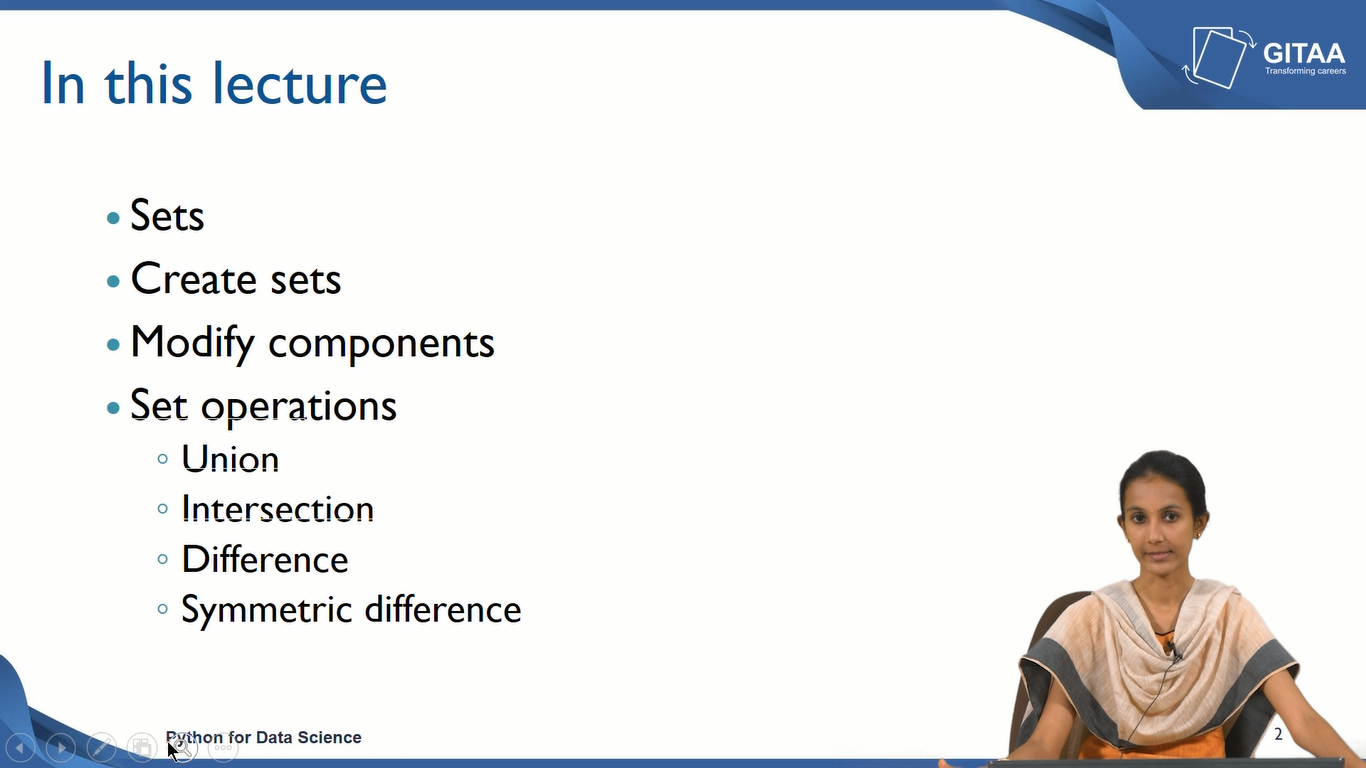 GITAA
Transforming careers
In this lecture
• Sets
• Create sets
• Modify components
• Set operations
◦ Union
◦ Intersection
◦ Difference
◦ Symmetric difference
Python for Data Science
2